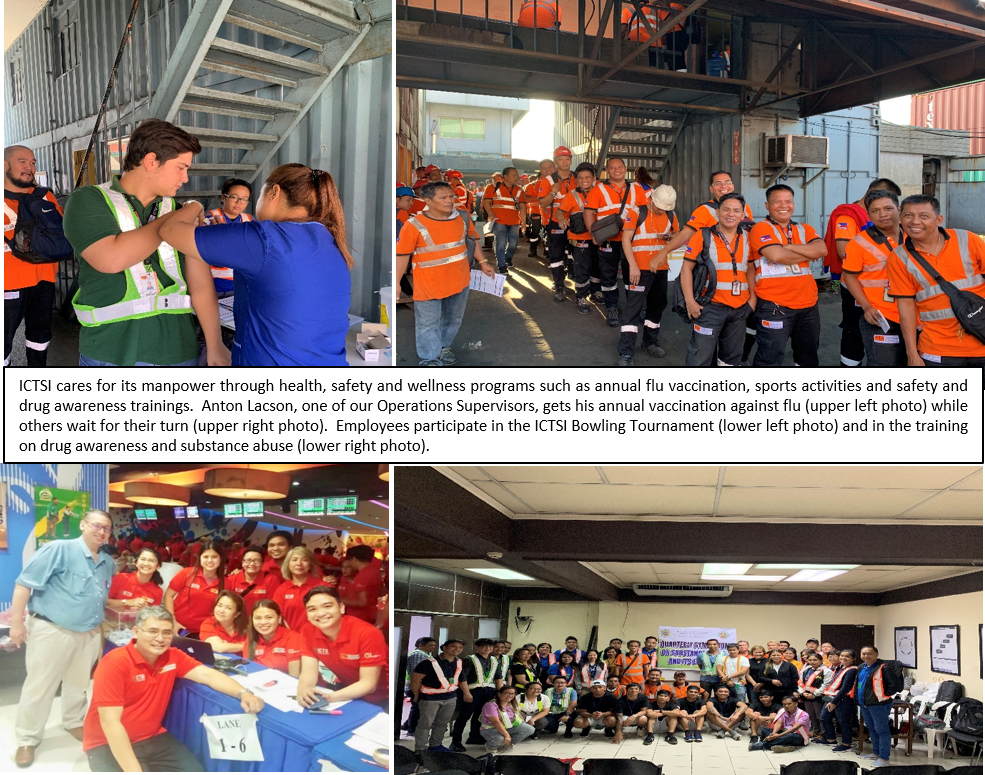 ICTSI cares for its manpower through health, safety and wellness programs such as annual flu vaccination, sports activities and safety and
drug awareness trainings. Anton Lacson, one of our Operations Supervisors, gets his annual vaccination against flu (upper left photo) while
others wait for their turn (upper right photo). Employees participate in the ICTSI Bowling Tournament (lower left photo) and in the training
on drug awareness and substance abuse (lower right photo).
LANE
1 - 6